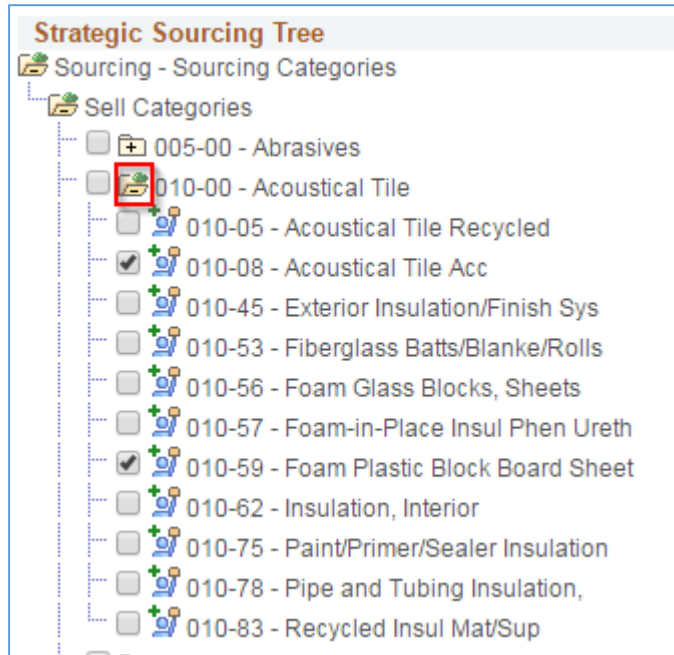 Strategic Sourcing Tree
Sourcing - Sourcing Categories
Sell Categories
005-00 - Abrasives
010-00 - Acoustical Tile
010-05 - Acoustical Tile Recycled
010-08 - Acoustical Tile Acc
010-45 - Exterior Insulation/Finish Sys
010-53 - Fiberglass Batts/Blanke/Rolls
010-56 - Foam Glass Blocks, Sheets
010-57 - Foam-in-Place Insul Phen Ureth
010-59 - Foam Plastic Block Board Sheet
010-62 - Insulation, Interior
010-75 - Paint/Primer/Sealer Insulation
010-78 - Pipe and Tubing Insulation,
010-83 - Recycled Insul Mat/Sup